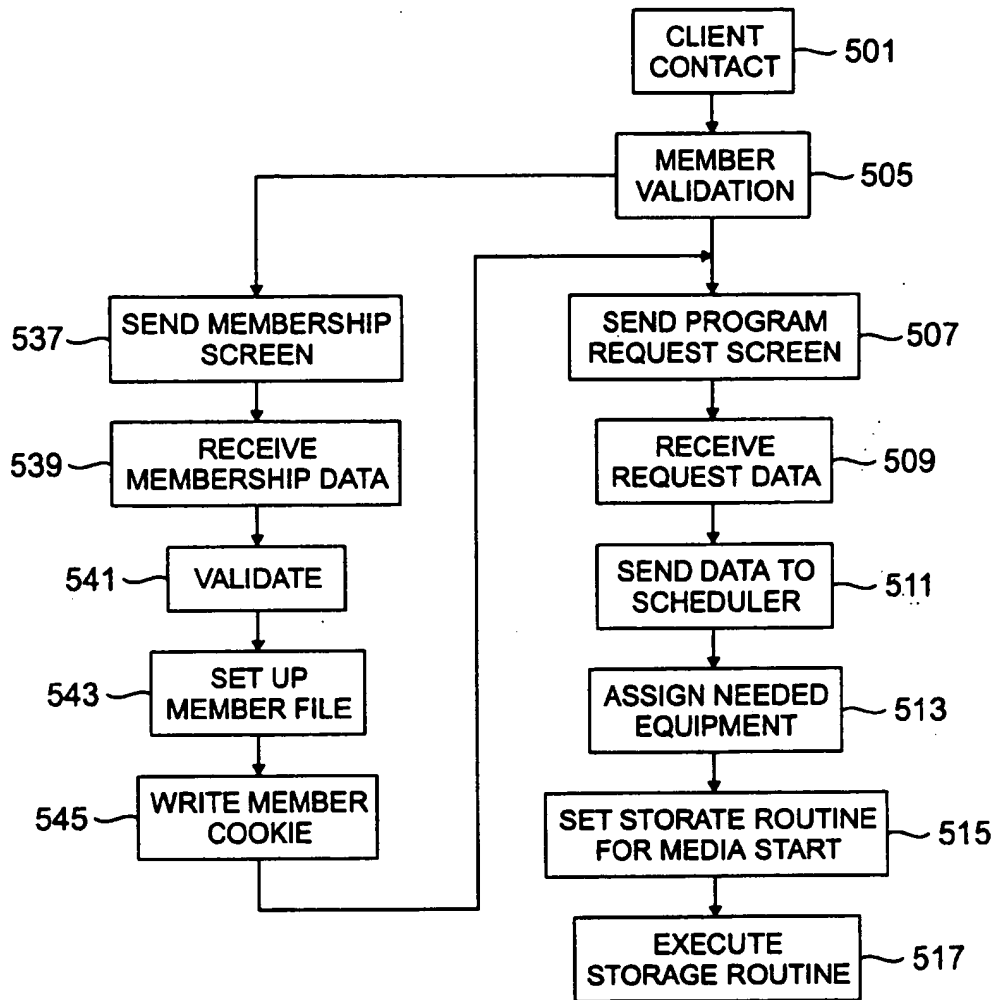 CLIENT
CONTACT
501
MEMBER
VALIDATION
505
537
SEND MEMBERSHIP
SCREEN
SEND PROGRAM
REQUEST SCREEN
507
539
RECEIVE
MEMBERSHIP DATA
RECEIVE
REQUEST DATA
509
541
VALIDATE
SEND DATA TO
SCHEDULER
511
543
SET UP
MEMBER FILE
ASSIGN NEEDED
EQUIPMENT
513
545
WRITE MEMBER
COOKIE
SET STORATE ROUTINE
FOR MEDIA START
515
EXECUTE
STORAGE ROUTINE
517